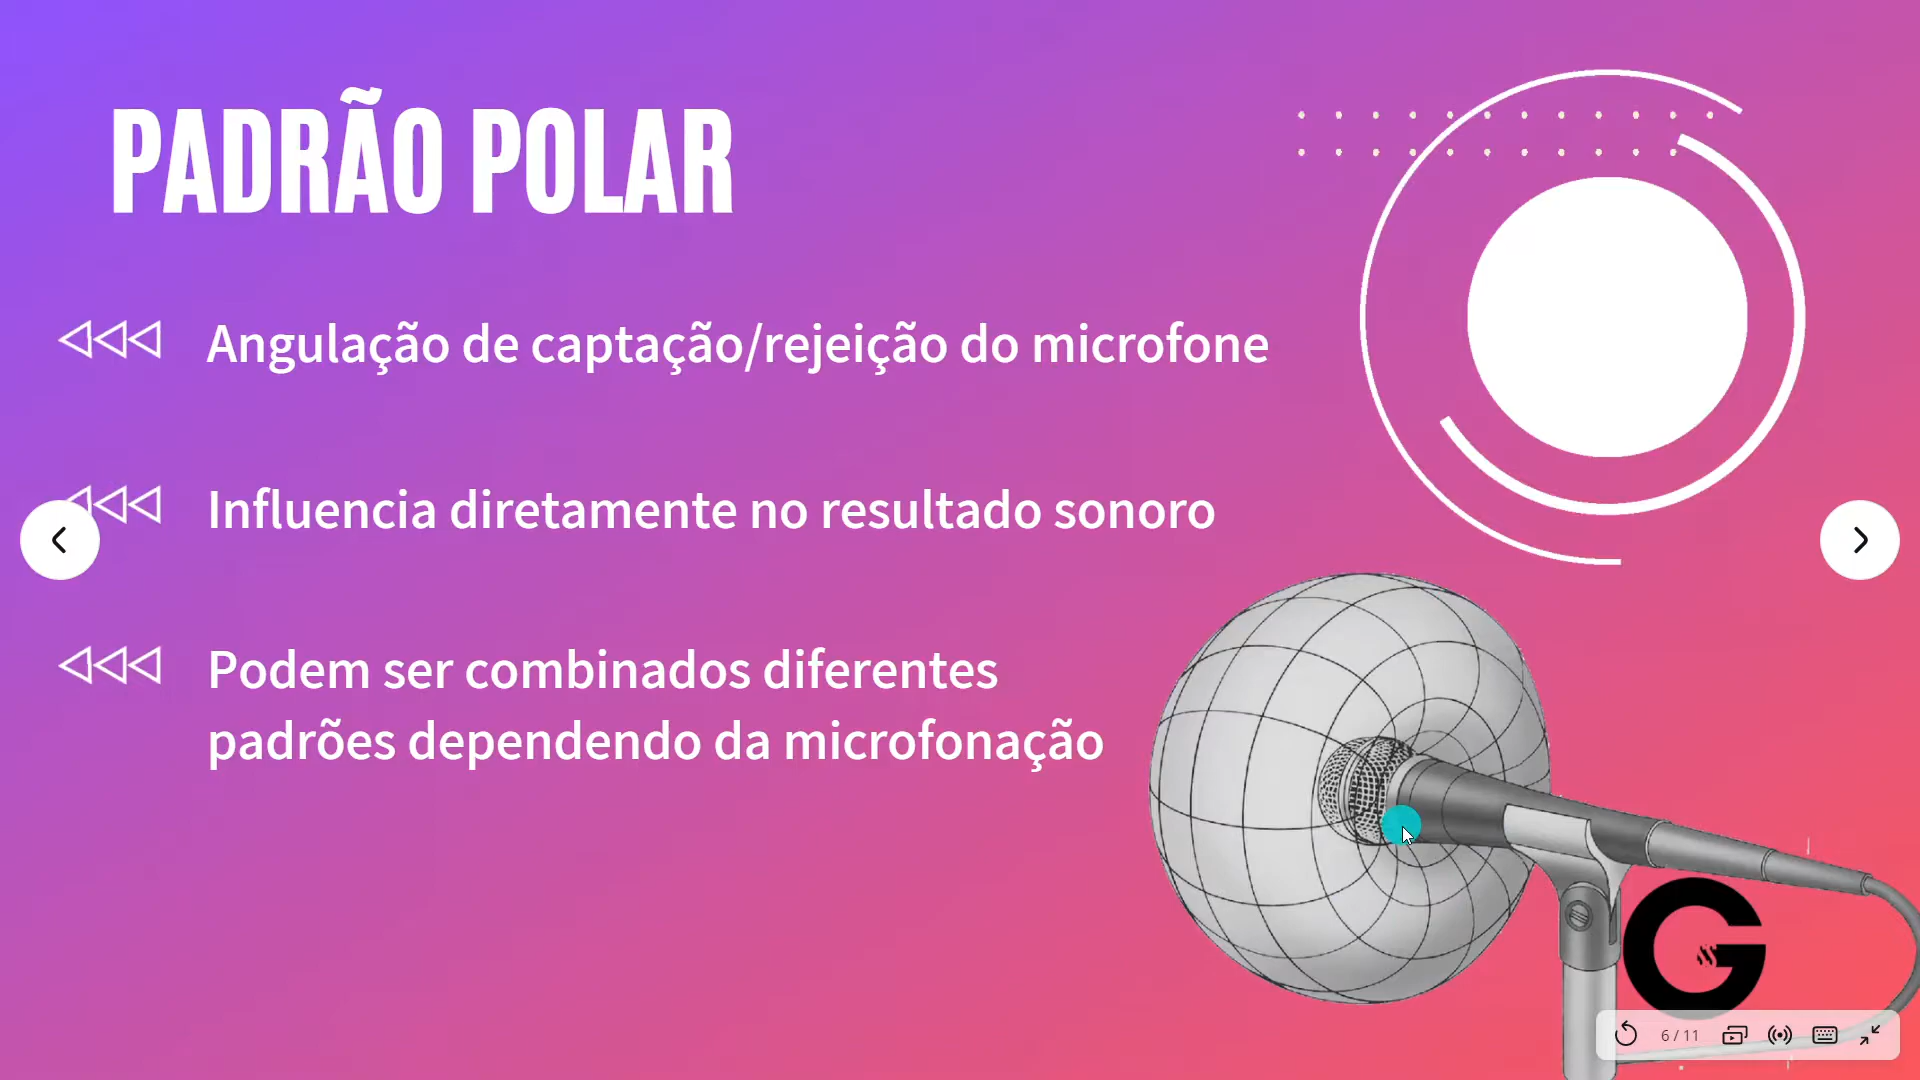 PADRÃO POLAR
Angulação de captação/rejeição do microfone
Influencia diretamente no resultado sonoro
Podem ser combinados diferentes
padrões dependendo da microfonação
G
6 / 11